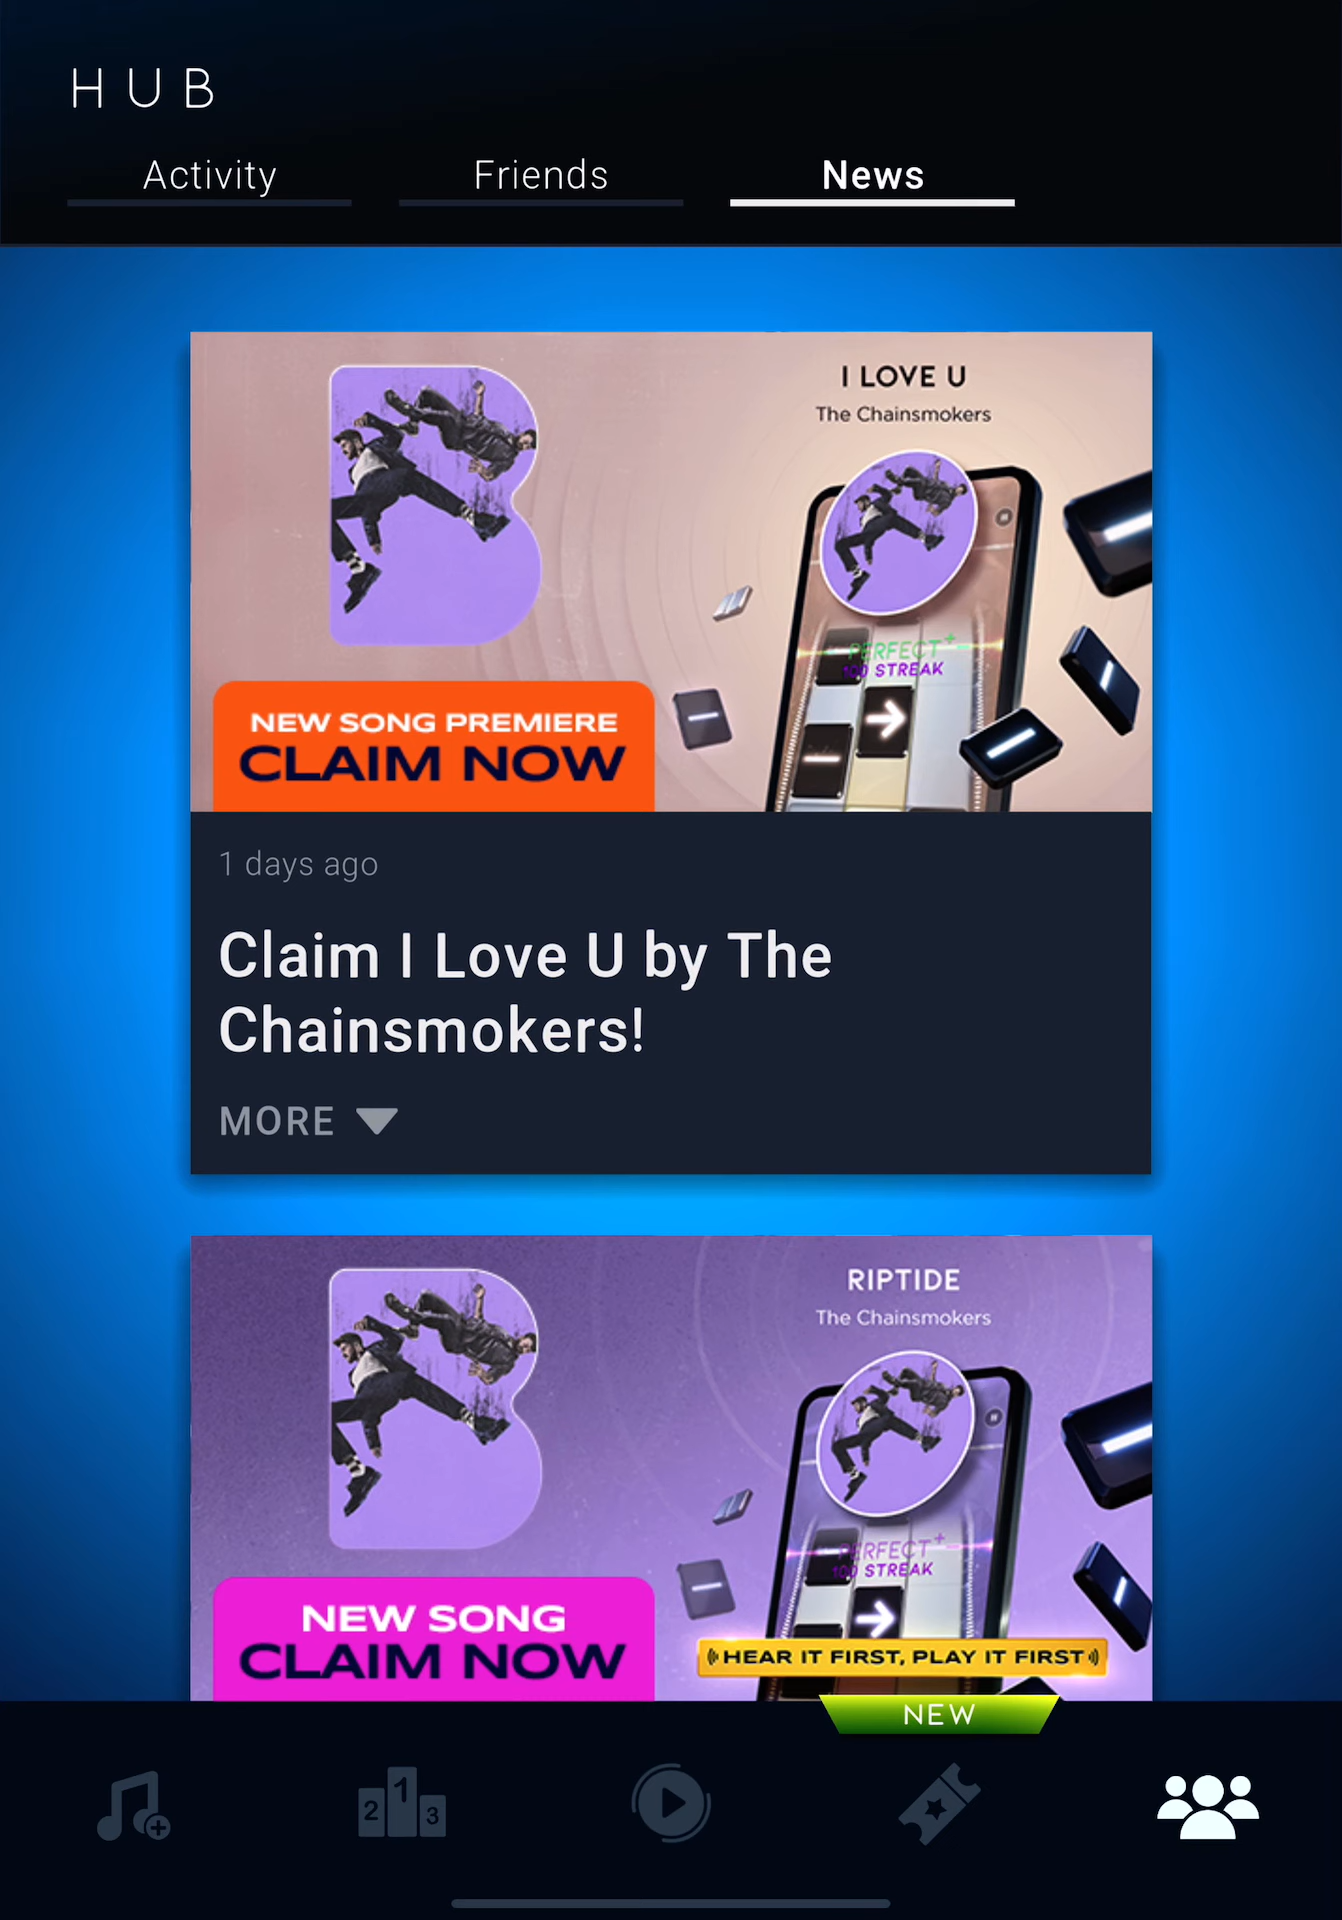 HUB
Activity
Friends
News
I LOVE U
The Chainsmokers
PERFECT+
100 STREAK
NEW SONG PREMIERE
CLAIM NOW
1 days ago
Claim I Love U by The
Chainsmokers!
MORE
RIPTIDE
The Chainsmokers
PERFECT+
100 STREAK
NEW SONG
CLAIM NOW
HEAR IT FIRST, PLAY IT FIRST
NEW
2
1
3